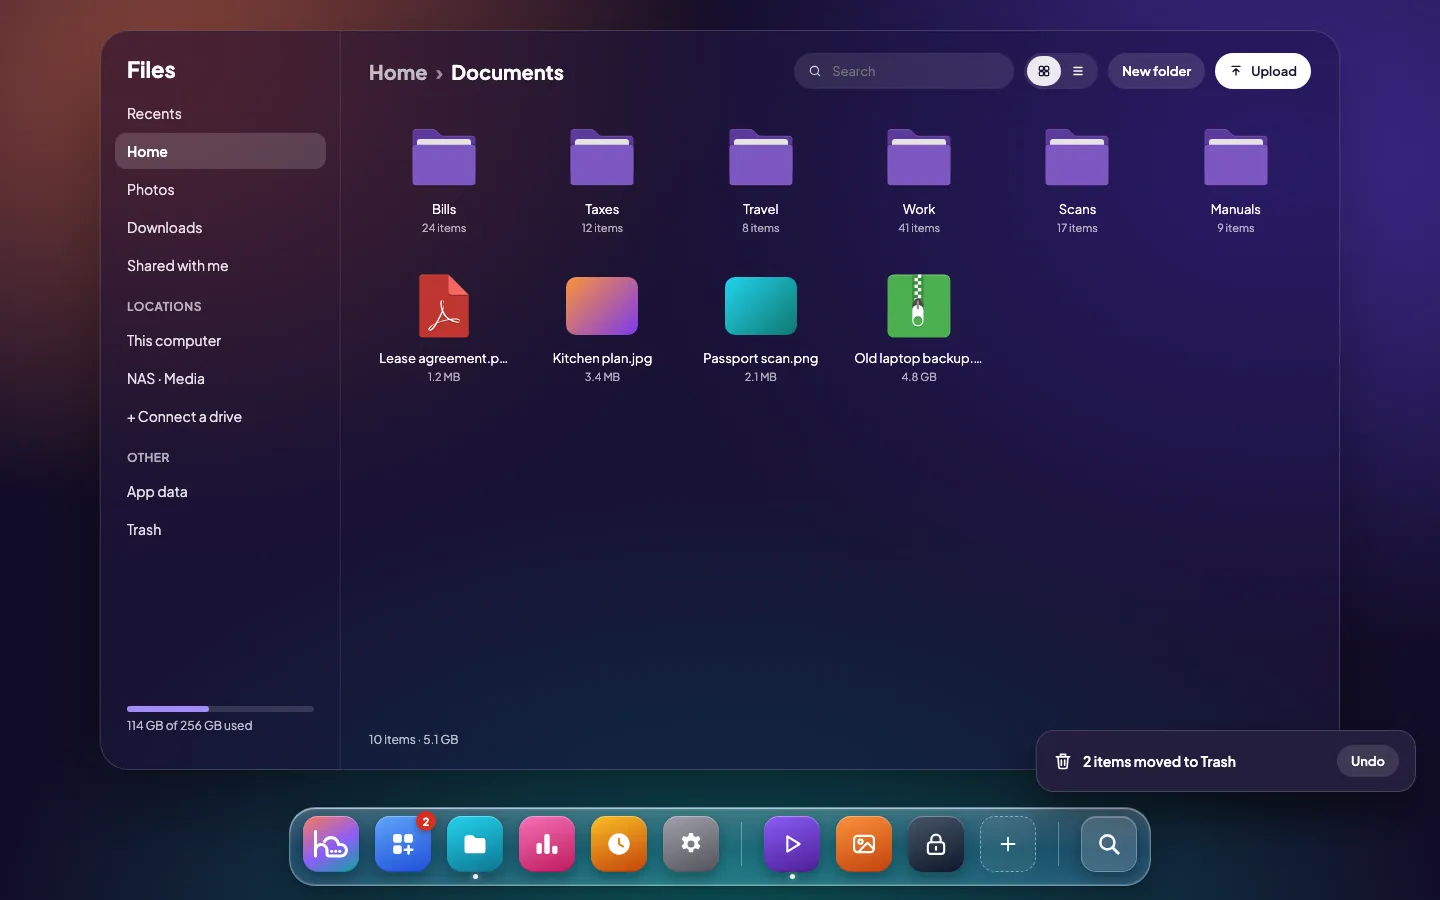 Files
Recents
Home
Photos
Downloads
Shared with me
LOCATIONS
This computer
NAS · Media
+ Connect a drive
OTHER
App data
Trash
114 GB of 256 GB used
Home › Documents
Search
New folder
Upload
Bills
24 items
Taxes
12 items
Travel
8 items
Work
41 items
Scans
17 items
Manuals
9 items
Lease agreement.p...
1.2 MB
Kitchen plan.jpg
3.4 MB
Passport scan.png
2.1 MB
Old laptop backup....
4.8 GB
10 items · 5.1 GB
2 items moved to Trash
Undo
2